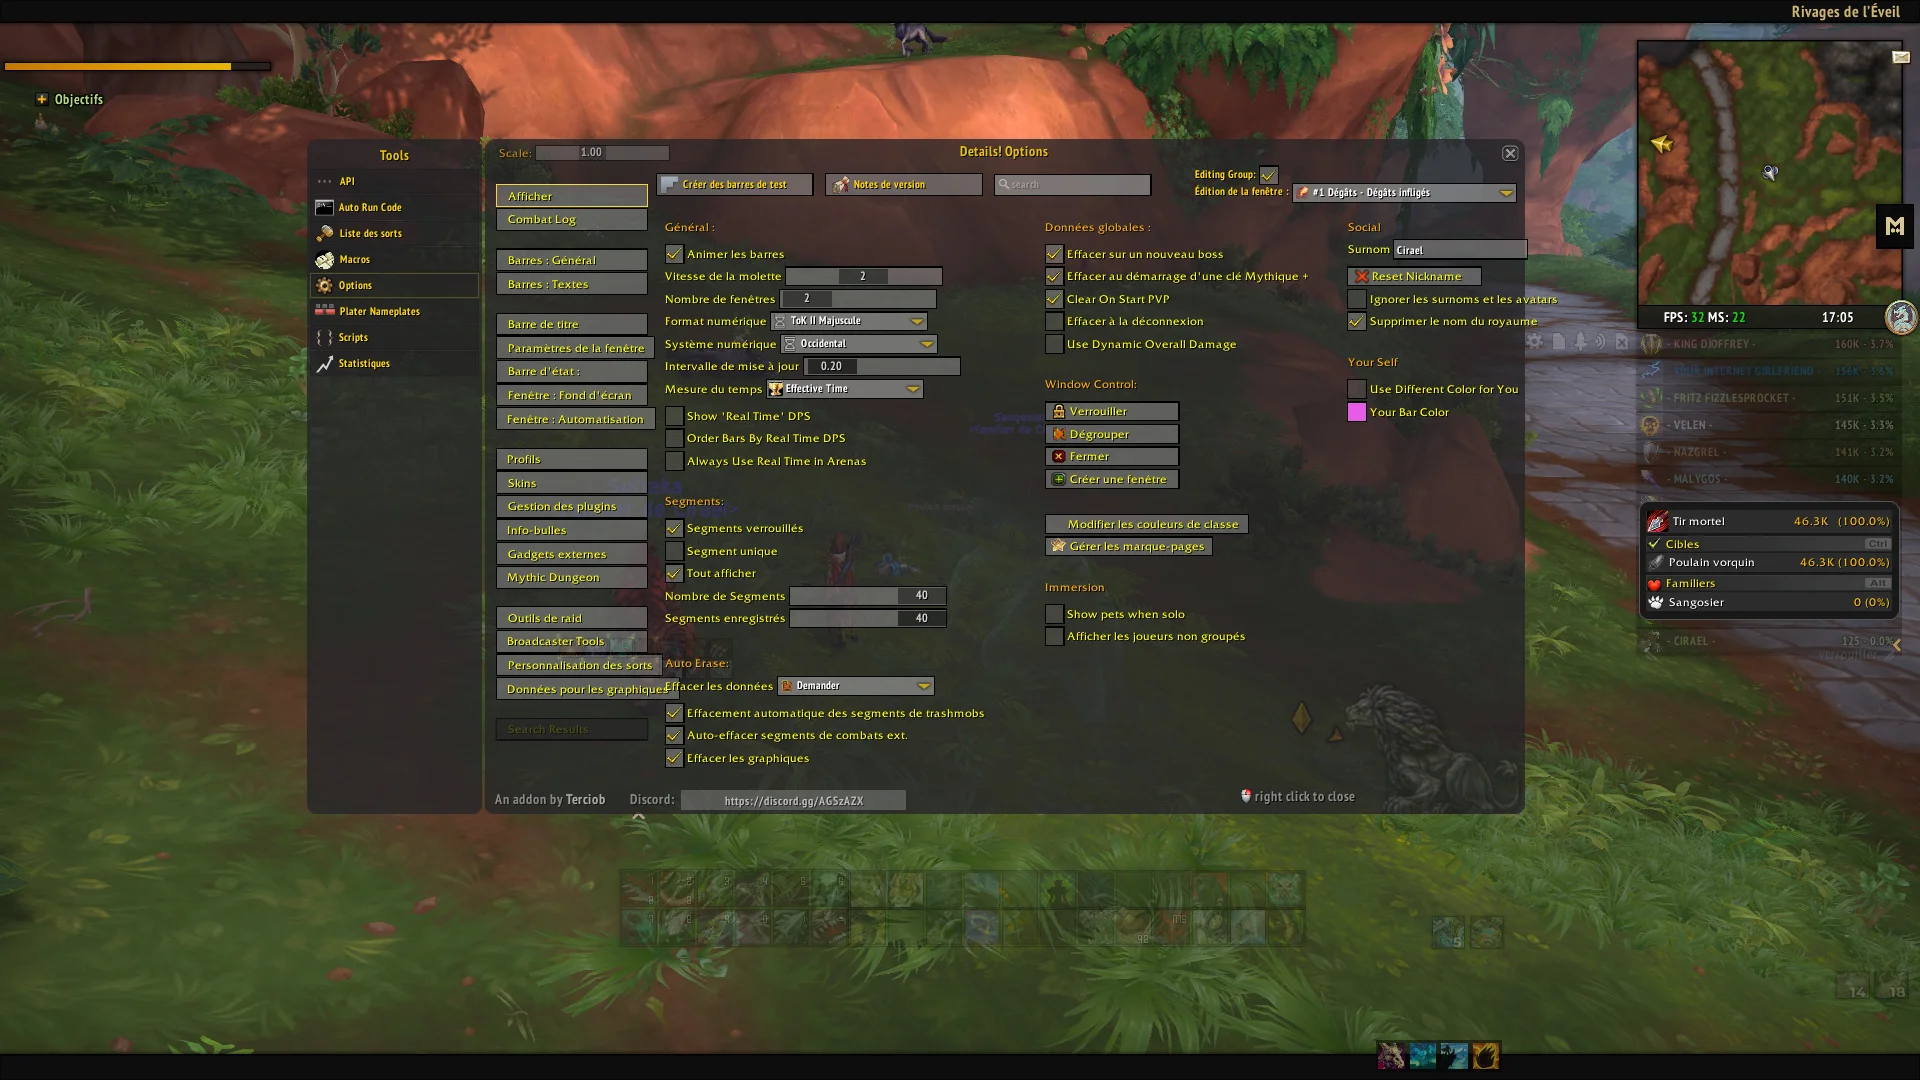 Rivages de l'Éveil
Objectifs
Tools
API
Auto Run Code
Liste des sorts
Macros
Options
Plater Nameplates
Scripts
Statistiques
Scale: 1.00
Details! Options
Afficher
Combat Log
Barres : Général
Barres : Textes
Barre de titre
Paramètres de la fenêtre
Barre d'état :
Fenêtre : Fond d'écran
Fenêtre : Automatisation
Profils
Skins
Gestion des plugins
Info-bulles
Gadgets externes
Mythic Dungeon
Outils de raid
Broadcaster Tools
Personnalisation des sorts
Données pour les graphiques
Search Results
Créer des barres de test
Notes de version
search
Editing Group:
Édition de la fenêtre : #1 Dégâts - Dégâts infligés
Général :
Animer les barres
Vitesse de la molette 2
Nombre de fenêtres 2
Format numérique ToK II Majuscule
Système numérique Occidental
Intervalle de mise à jour 0.20
Mesure du temps Effective Time
Show 'Real Time' DPS
Order Bars By Real Time DPS
Always Use Real Time in Arenas
Segments:
Segments verrouillés
Segment unique
Tout afficher
Nombre de Segments 40
Segments enregistrés 40
Auto Erase:
Effacer les données Demander
Effacement automatique des segments de trashmobs
Auto-effacer segments de combats ext.
Effacer les graphiques
Données globales :
Effacer sur un nouveau boss
Effacer au démarrage d'une clé Mythique +
Clear On Start PVP
Effacer à la déconnexion
Use Dynamic Overall Damage
Window Control:
Verrouiller
Dégrouper
Fermer
Créer une fenêtre
Modifier les couleurs de classe
Gérer les marque-pages
Immersion
Show pets when solo
Afficher les joueurs non groupés
Social
Surnom Cirael
Reset Nickname
Ignorer les surnoms et les avatars
Supprimer le nom du royaume
Your Self
Use Different Color for You
Your Bar Color
An addon by Terciob
Discord: https://discord.gg/AGSzAZX
right click to close
FPS: 32 MS: 22
17:05
- KING DJOFFREY - 160K - 3.7%
- YOUR INTERNET GIRLFRIEND - 156K - 3.6%
- FRITZ FIZZLESPROCKET - 151K - 3.5%
- VELEN - 145K - 3.3%
- NAZGREL - 141K - 3.2%
- MALYGOS - 140K - 3.2%
Tir mortel 46.3K (100.0%)
Cibles Ctrl
Poulain vorquin 46.3K (100.0%)
Familiers Alt
Sangosier 0 (0%)
- CIRAEL - 125 - 0.0%
verrouiller
14
18